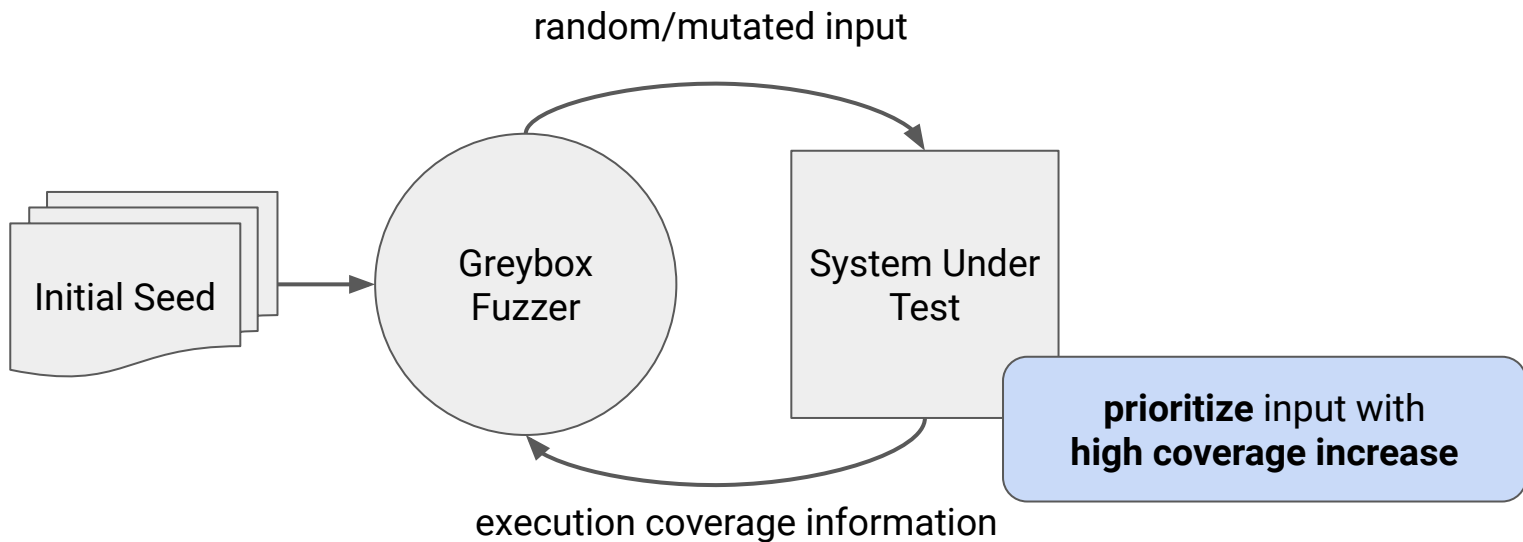 random/mutated input
Initial Seed
Greybox
Fuzzer
System Under
Test
prioritize input with
high coverage increase
execution coverage information